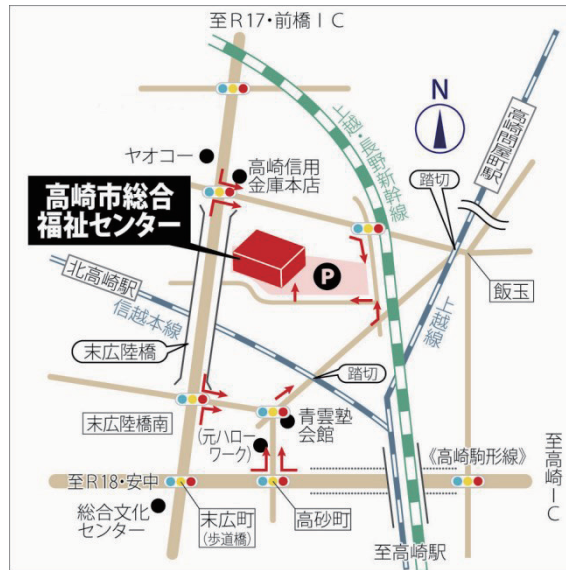 至R17・前橋IC
N
上越・長野新幹線
高崎問屋町駅
ヤオコー
高崎信用
金庫本店
踏切
高崎市総合
福祉センター
P
北高崎駅
信越本線
飯玉
上越線
末広陸橋
踏切
末広陸橋南
青雲塾
会館
(元ハロー
ワーク)
至高崎IC
《高崎駒形線》
至R18・安中
総合文化
センター
末広町
(歩道橋)
高砂町
至高崎駅